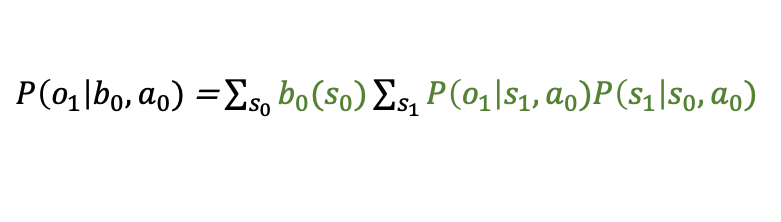 P(o₁|b₀, a₀) = ∑ₛ₀ b₀(s₀) ∑ₛ₁ P(o₁|s₁, a₀)P(s₁|s₀, a₀)